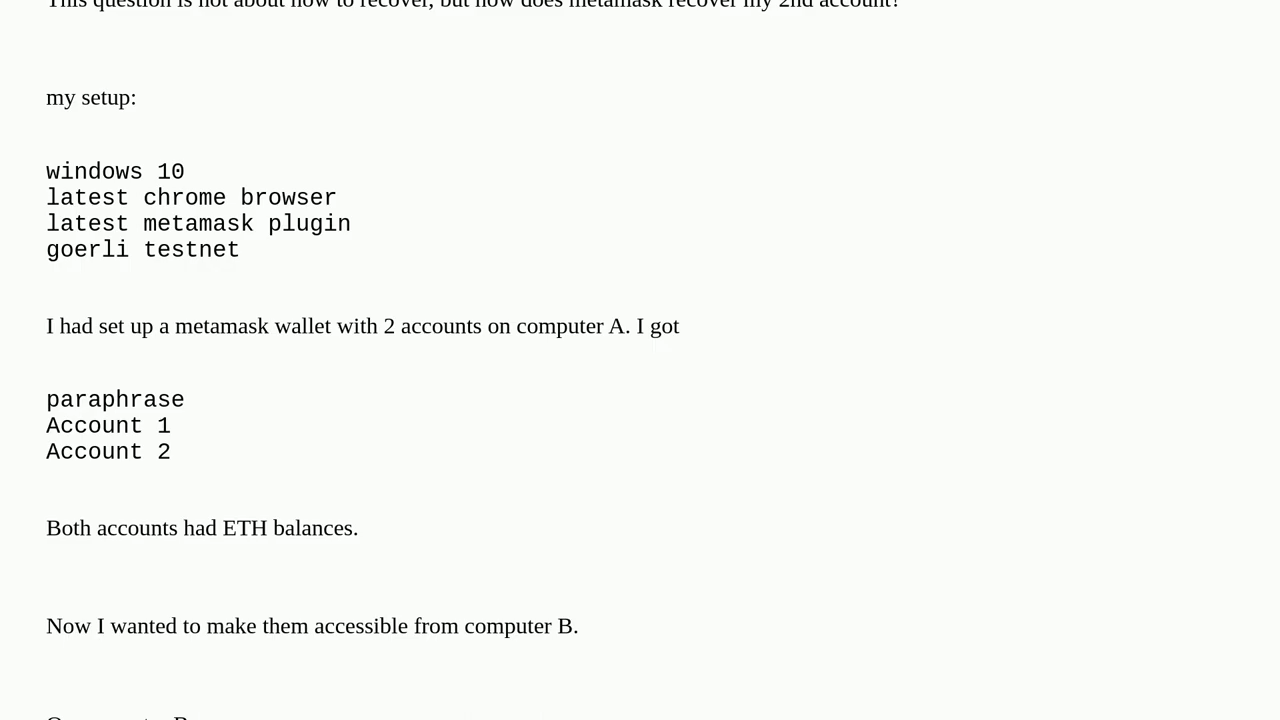 This question is not about how to recover, but how does metamask recover my 2nd account?
my setup:
windows 10
latest chrome browser
latest metamask plugin
goerli testnet
I had set up a metamask wallet with 2 accounts on computer A. I got
paraphrase
Account 1
Account 2
Both accounts had ETH balances.
Now I wanted to make them accessible from computer B.
On computer B